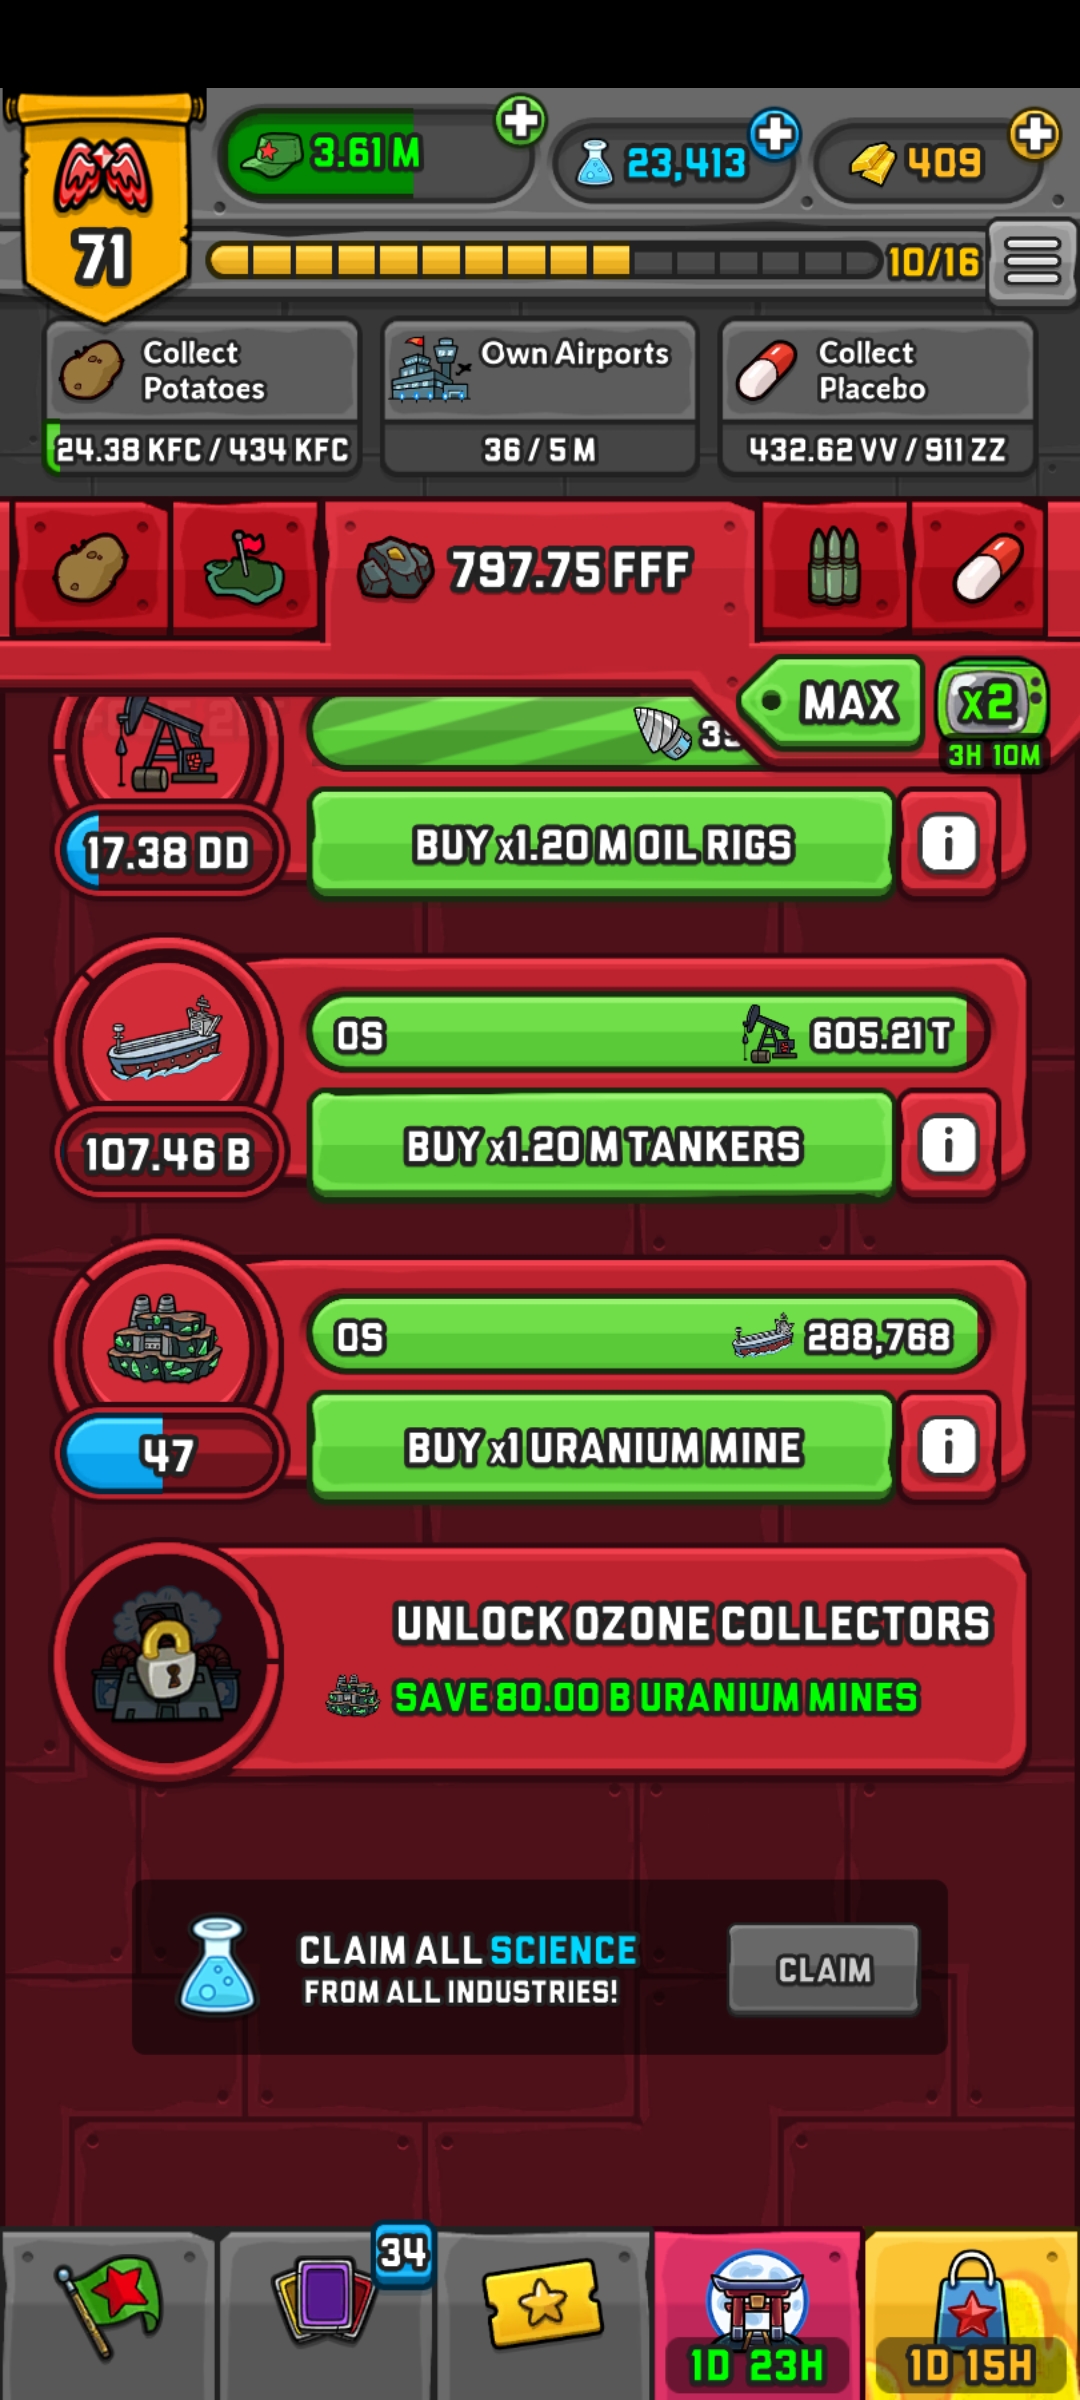 3.61 M
23,413
409
71
10/16
Collect
Potatoes
Own Airports
Collect
Placebo
24.38 KFC / 434 KFC
36 / 5 M
432.62 VV / 911 ZZ
797.75 FFF
MAX
x2
3H 10M
17.38 DD
BUY x1.20 M OIL RIGS
i
OS
605.21 T
107.46 B
BUY x1.20 M TANKERS
i
OS
288,768
47
BUY x1 URANIUM MINE
i
UNLOCK OZONE COLLECTORS
SAVE 80.00 B URANIUM MINES
CLAIM ALL SCIENCE
FROM ALL INDUSTRIES!
CLAIM
34
1D 23H
1D 15H